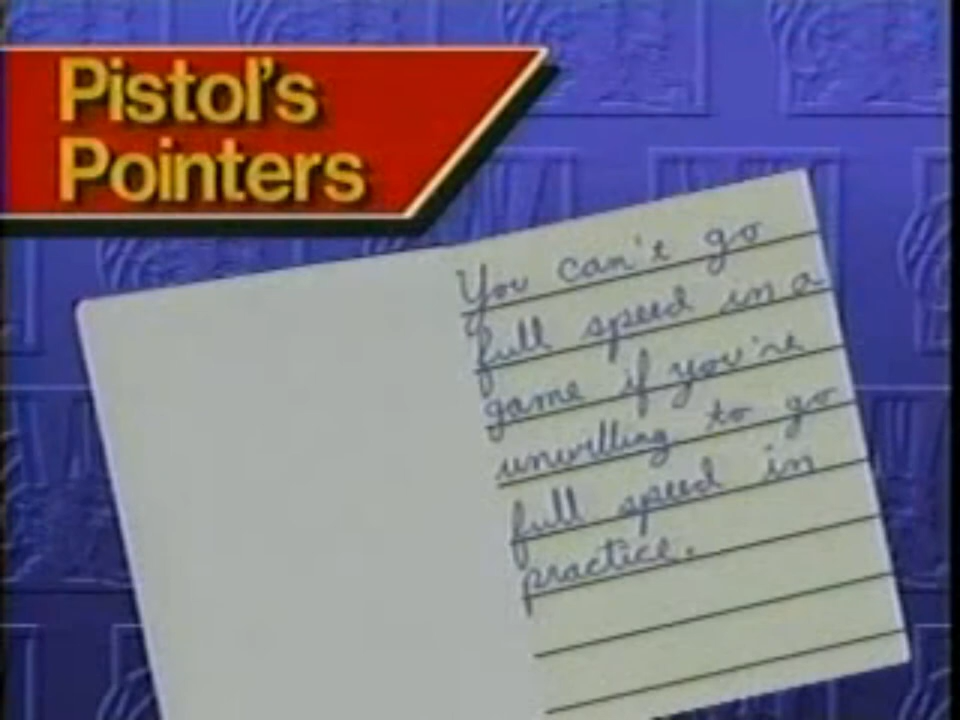 Pistol's
Pointers
You can't go
full speed in a
game if you're
unwilling to go
full speed in
practice.